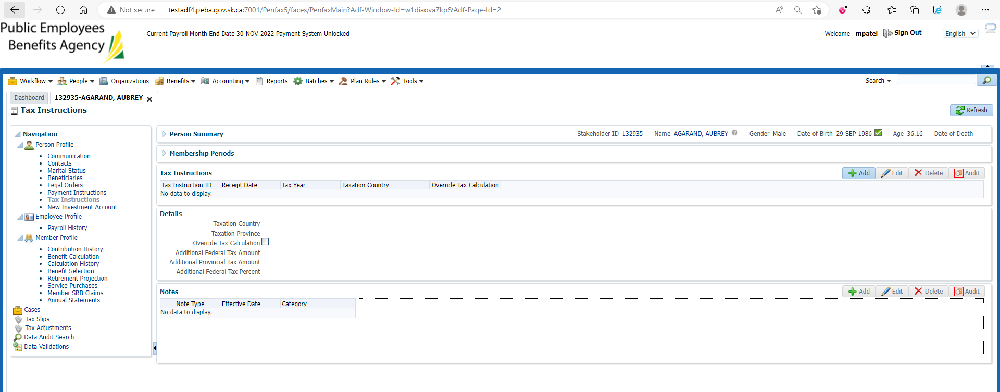 Not secure testadf4.peba.gov.sk.ca:7001/Penfax5/faces/PenfaxMain?Adf-Window-Id=w1diaova7kp&Adf-Page-Id=2
Public Employees
Benefits Agency
Current Payroll Month End Date 30-NOV-2022 Payment System Unlocked
Welcome mpatel Sign Out English
Workflow People Organizations Benefits Accounting Reports Batches Plan Rules Tools Search
Dashboard 132935-AGARAND, AUBREY
Tax Instructions Refresh
Navigation
Person Profile
Communication
Contacts
Marital Status
Beneficiaries
Legal Orders
Payment Instructions
Tax Instructions
New Investment Account
Employee Profile
Payroll History
Member Profile
Contribution History
Benefit Calculation
Calculation History
Benefit Selection
Retirement Projection
Service Purchases
Member SRB Claims
Annual Statements
Cases
Tax Slips
Tax Adjustments
Data Audit Search
Data Validations
Person Summary Stakeholder ID 132935 Name AGARAND, AUBREY Gender Male Date of Birth 29-SEP-1986 Age 36.16 Date of Death
Membership Periods
Tax Instructions Add Edit Delete Audit
Tax Instruction ID Receipt Date Tax Year Taxation Country Override Tax Calculation
No data to display.
Details
Taxation Country
Taxation Province
Override Tax Calculation
Additional Federal Tax Amount
Additional Provincial Tax Amount
Additional Federal Tax Percent
Notes Add Edit Delete Audit
Note Type Effective Date Category
No data to display.